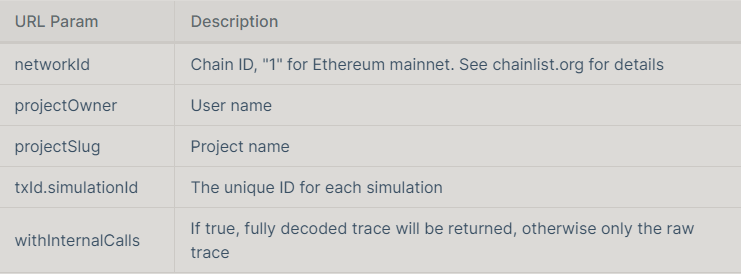 URL Param Description
networkId Chain ID, "1" for Ethereum mainnet. See chainlist.org for details
projectOwner User name
projectSlug Project name
txId.simulationId The unique ID for each simulation
withInternalCalls If true, fully decoded trace will be returned, otherwise only the raw
trace